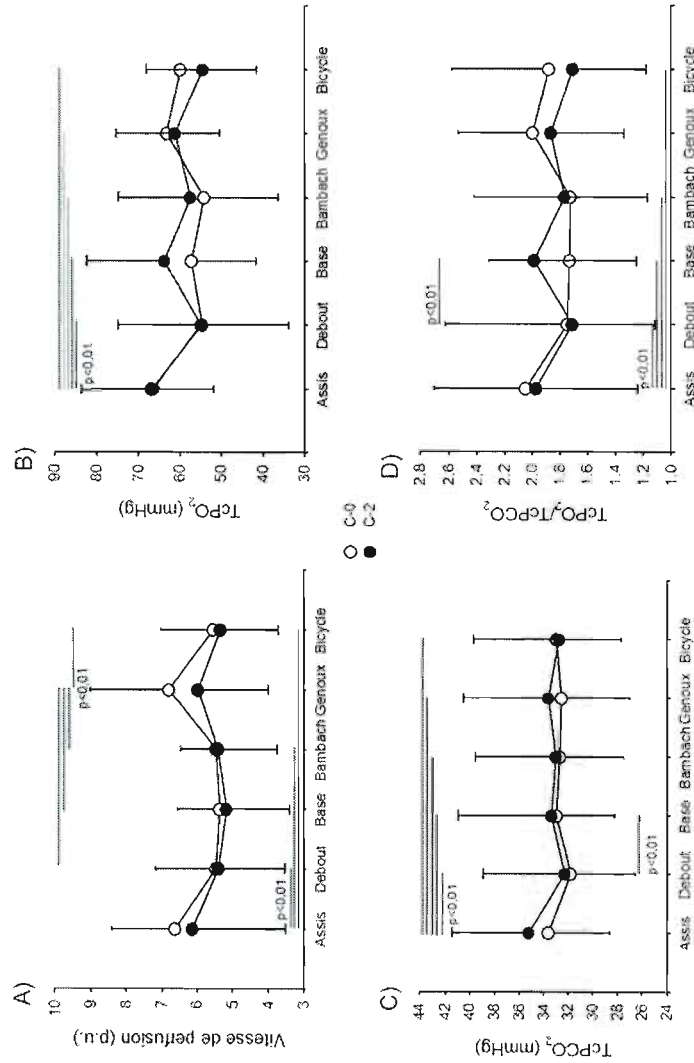 A)
Vitesse de perfusion (p.u.)
10
9
8
7
6
5
4
3
p<0,01
p<0,01
Assis Debout Base Bambach Genoux Bicycle
B)
TcPO2 (mmHg)
90
80
70
60
50
40
30
p<0,01
Assis Debout Base Bambach Genoux Bicycle
C-0
C-2
C)
TcPCO2 (mmHg)
44
42
40
38
36
34
32
30
28
26
24
p<0,01
p<0,01
Assis Debout Base Bambach Genoux Bicycle
D)
TcPO2/TcPCO2
2.8
2.6
2.4
2.2
2.0
1.8
1.6
1.4
1.2
1.0
p<0,01
p<0,01
Assis Debout Base Bambach Genoux Bicycle